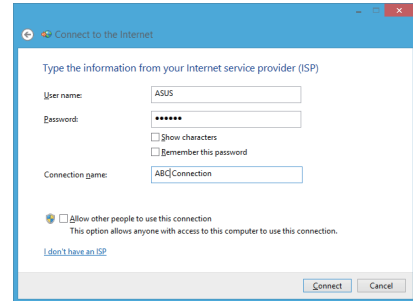 Connect to the Internet
Type the information from your Internet service provider (ISP)
User name: ASUS
Password: ••••••
Show characters
Remember this password
Connection name: ABC Connection
Allow other people to use this connection
This option allows anyone with access to this computer to use this connection.
I don't have an ISP
Connect Cancel